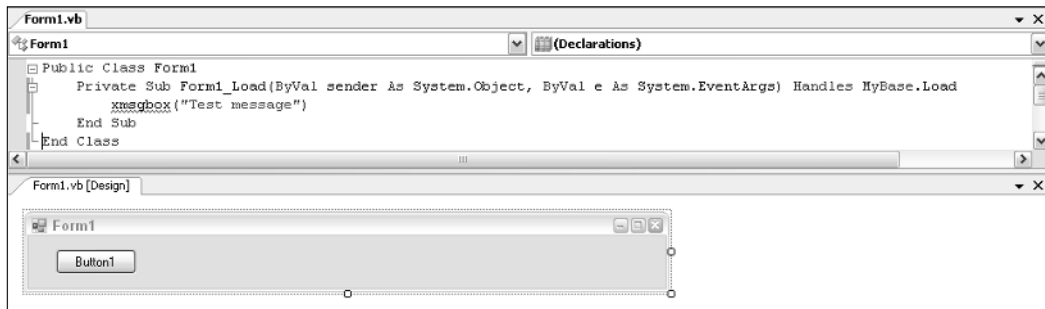 Form1.vb
Form1 (Declarations)
Public Class Form1
Private Sub Form1_Load(ByVal sender As System.Object, ByVal e As System.EventArgs) Handles MyBase.Load
xmsgbox("Test message")
End Sub
End Class
Form1.vb [Design]
Form1
Button1